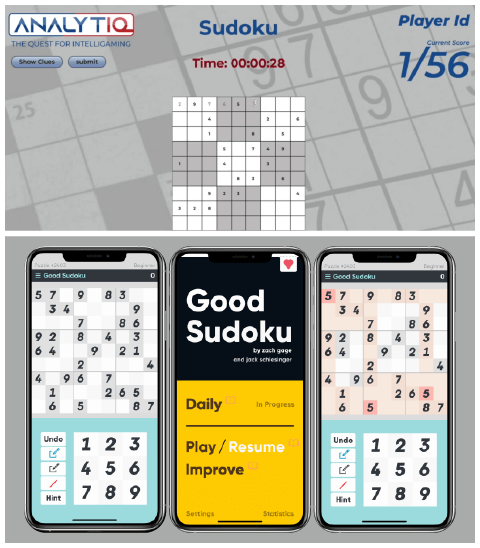 ANALYTIQ
THE QUEST FOR INTELLIGAMING
Show Clues submit
Sudoku
Time: 00:00:28
Player Id
Current Score
1/56
25
Beginner
Good Sudoku 0
5 7 9 8 3
3 4 9
7 8 6
9 2 8 4 3
6 4 9 2 1
2 4
4 9 6 7
1 2 6 5
6 5 8 7
Undo
Hint
1 2 3
4 5 6
7 8 9
Good
Sudoku
by zach gage
and jack schlesinger
Daily In Progress
Play / Resume
Improve
Settings Statistics
Beginner
Good Sudoku 0
5 7 9 8 3
3 4 9
7 8 6
9 2 8 4 3
6 4 9 2 1
2 4
4 9 6 7
1 2 6 5
6 5 8 7
Undo
Hint
1 2 3
4 5 6
7 8 9